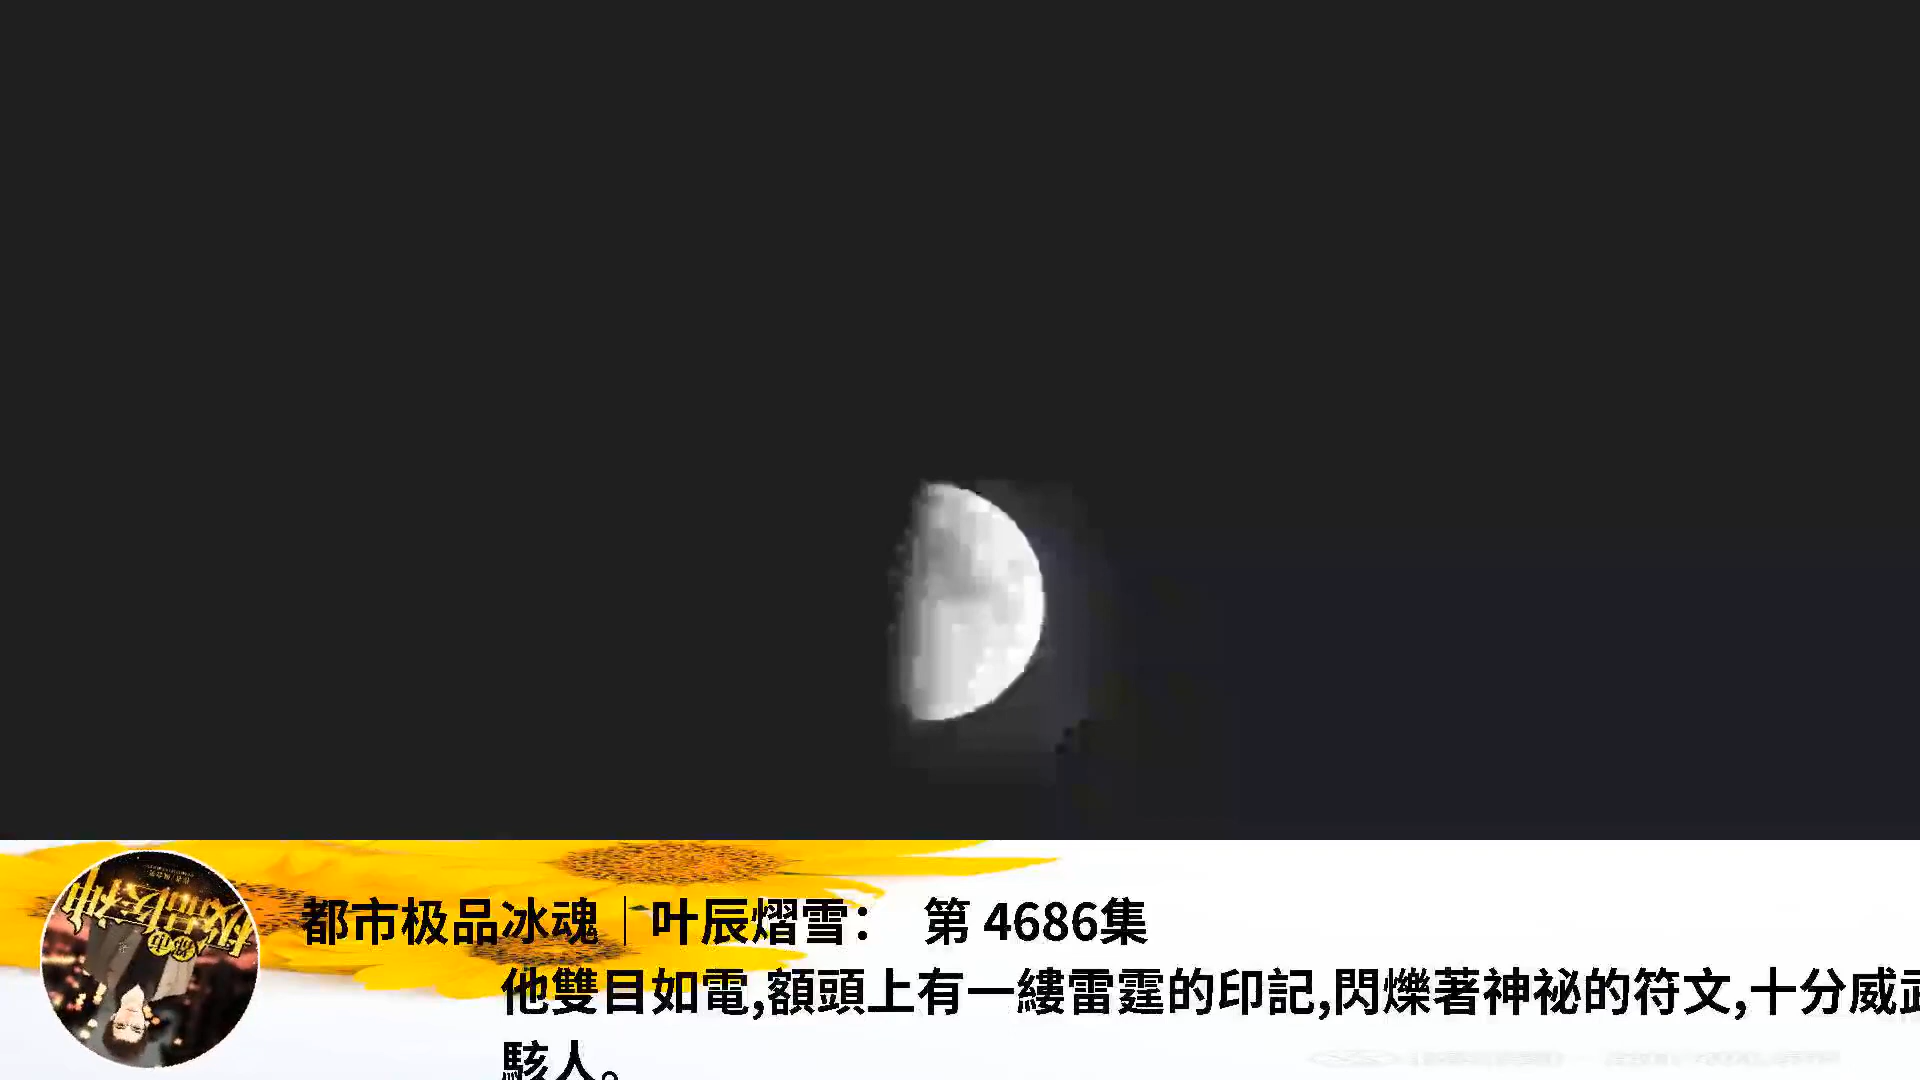 都市极品冰魂｜叶辰熠雪： 第 4686集
他雙目如電,額頭上有一縷雷霆的印記,閃爍著神祕的符文,十分威武
駭人。